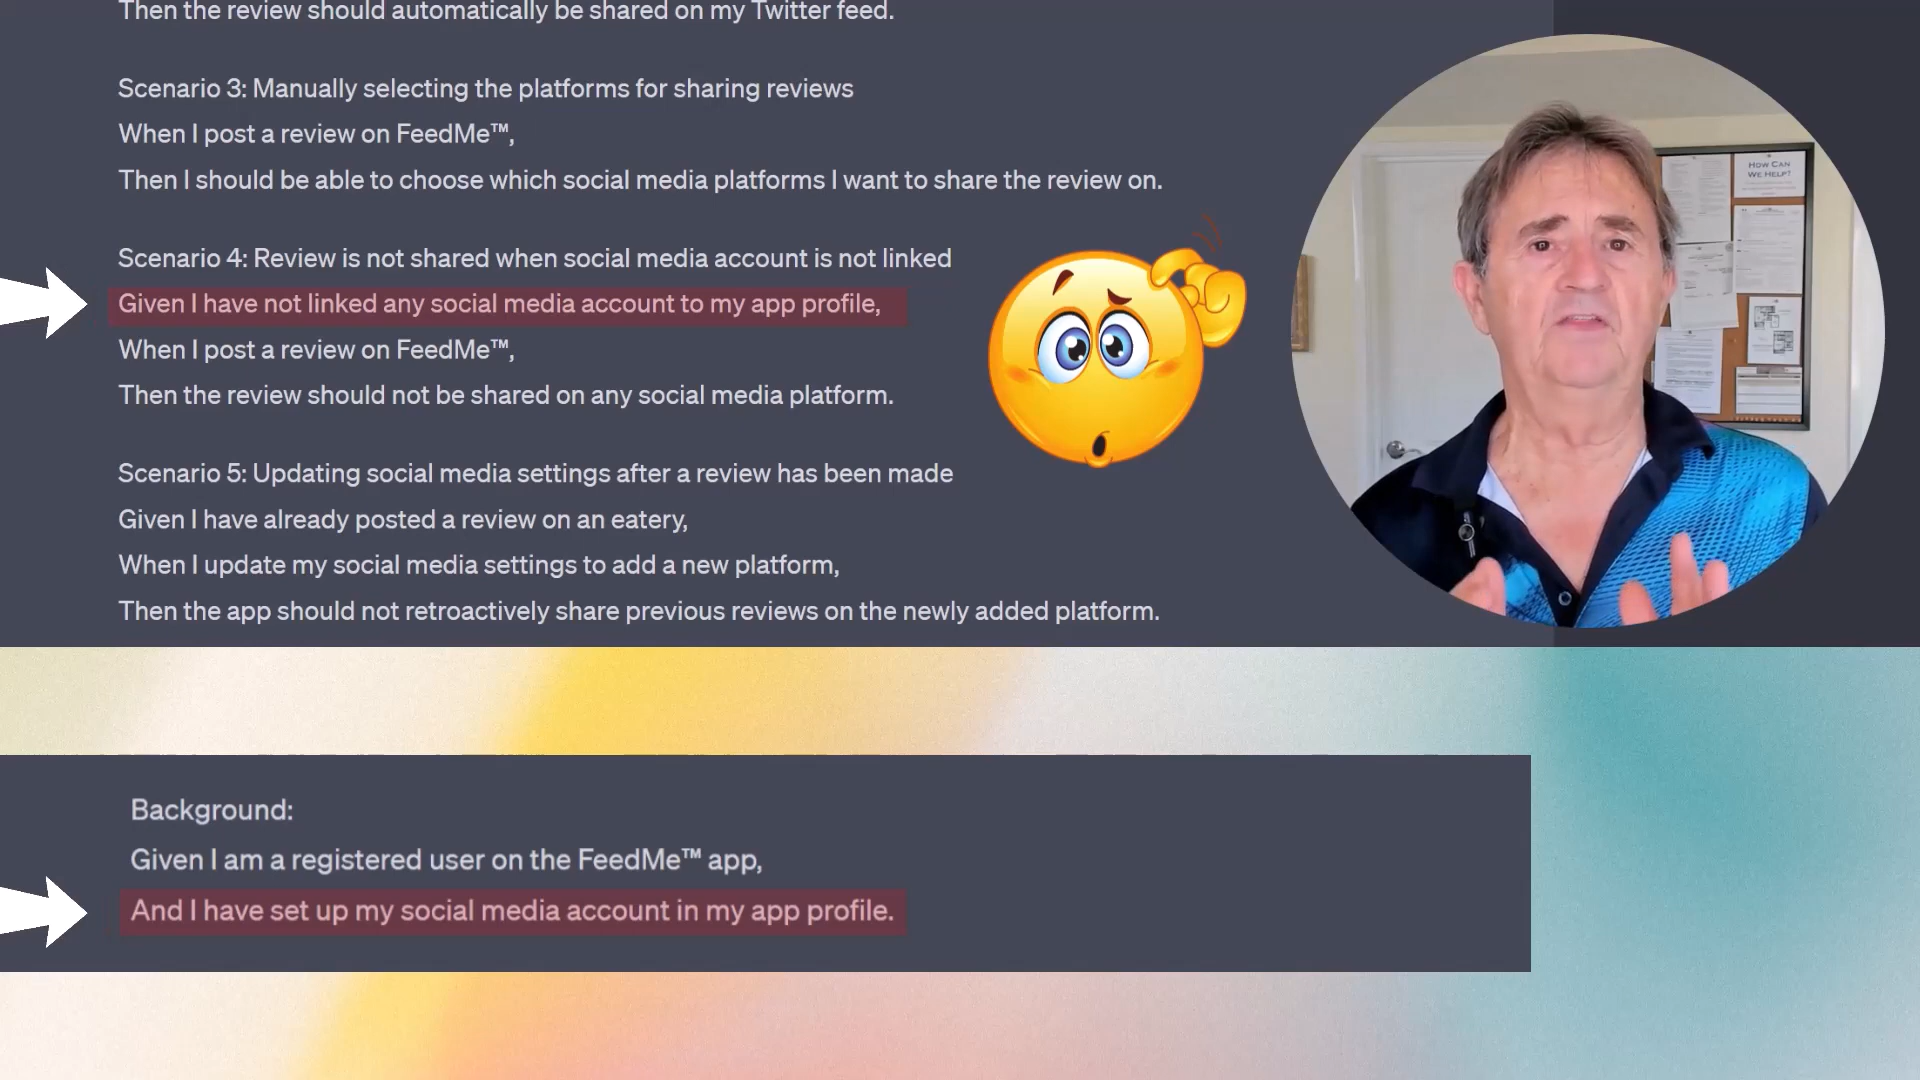 Then the review should automatically be shared on my Twitter feed.
Scenario 3: Manually selecting the platforms for sharing reviews
When I post a review on FeedMe™,
Then I should be able to choose which social media platforms I want to share the review on.
Scenario 4: Review is not shared when social media account is not linked
Given I have not linked any social media account to my app profile,
When I post a review on FeedMe™,
Then the review should not be shared on any social media platform.
Scenario 5: Updating social media settings after a review has been made
Given I have already posted a review on an eatery,
When I update my social media settings to add a new platform,
Then the app should not retroactively share previous reviews on the newly added platform.
HOW CAN
WE HELP?
Background:
Given I am a registered user on the FeedMe™ app,
And I have set up my social media account in my app profile.